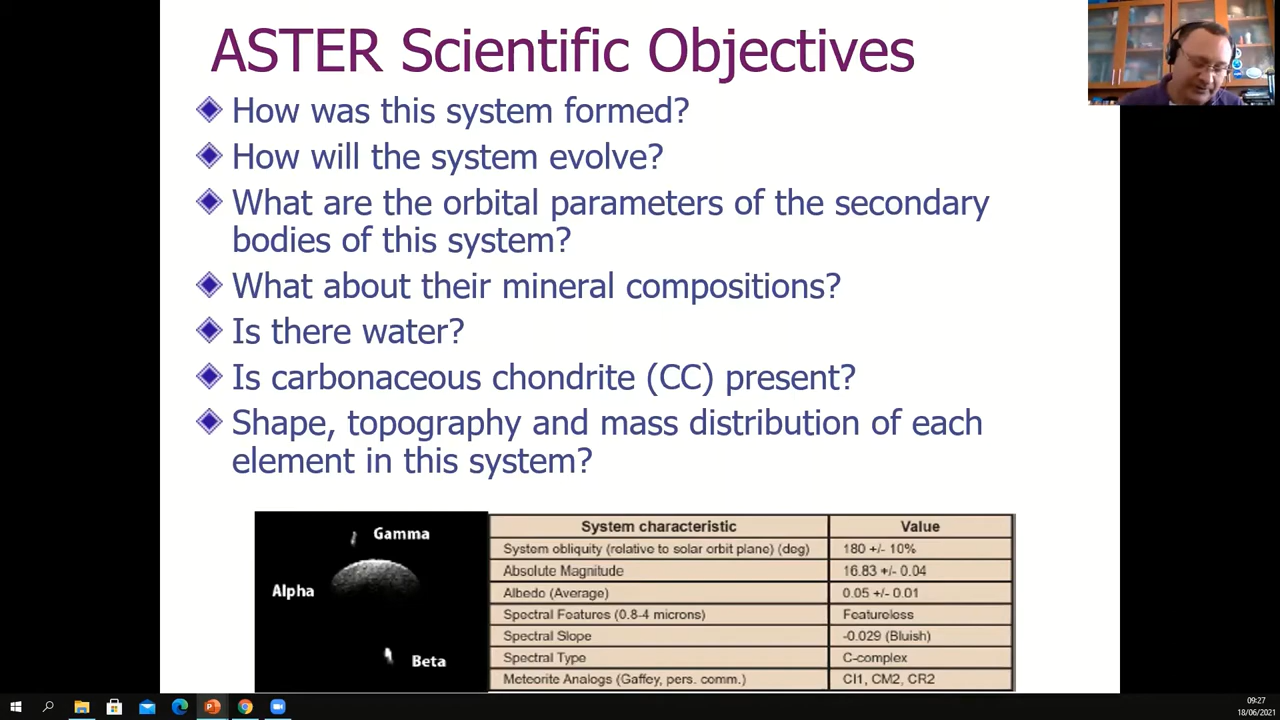 ASTER Scientific Objectives
How was this system formed?
How will the system evolve?
What are the orbital parameters of the secondary
bodies of this system?
What about their mineral compositions?
Is there water?
Is carbonaceous chondrite (CC) present?
Shape, topography and mass distribution of each
element in this system?
Gamma
Alpha
Beta
System characteristic Value
System obliquity (relative to solar orbit plane) (deg) 180 +/- 10%
Absolute Magnitude 16.83 +/- 0.04
Albedo (Average) 0.05 +/- 0.01
Spectral Features (0.8-4 microns) Featureless
Spectral Slope -0.029 (Bluish)
Spectral Type C-complex
Meteorite Analogs (Gaffey, pers. comm.) CI1, CM2, CR2
09:27
18/06/2021